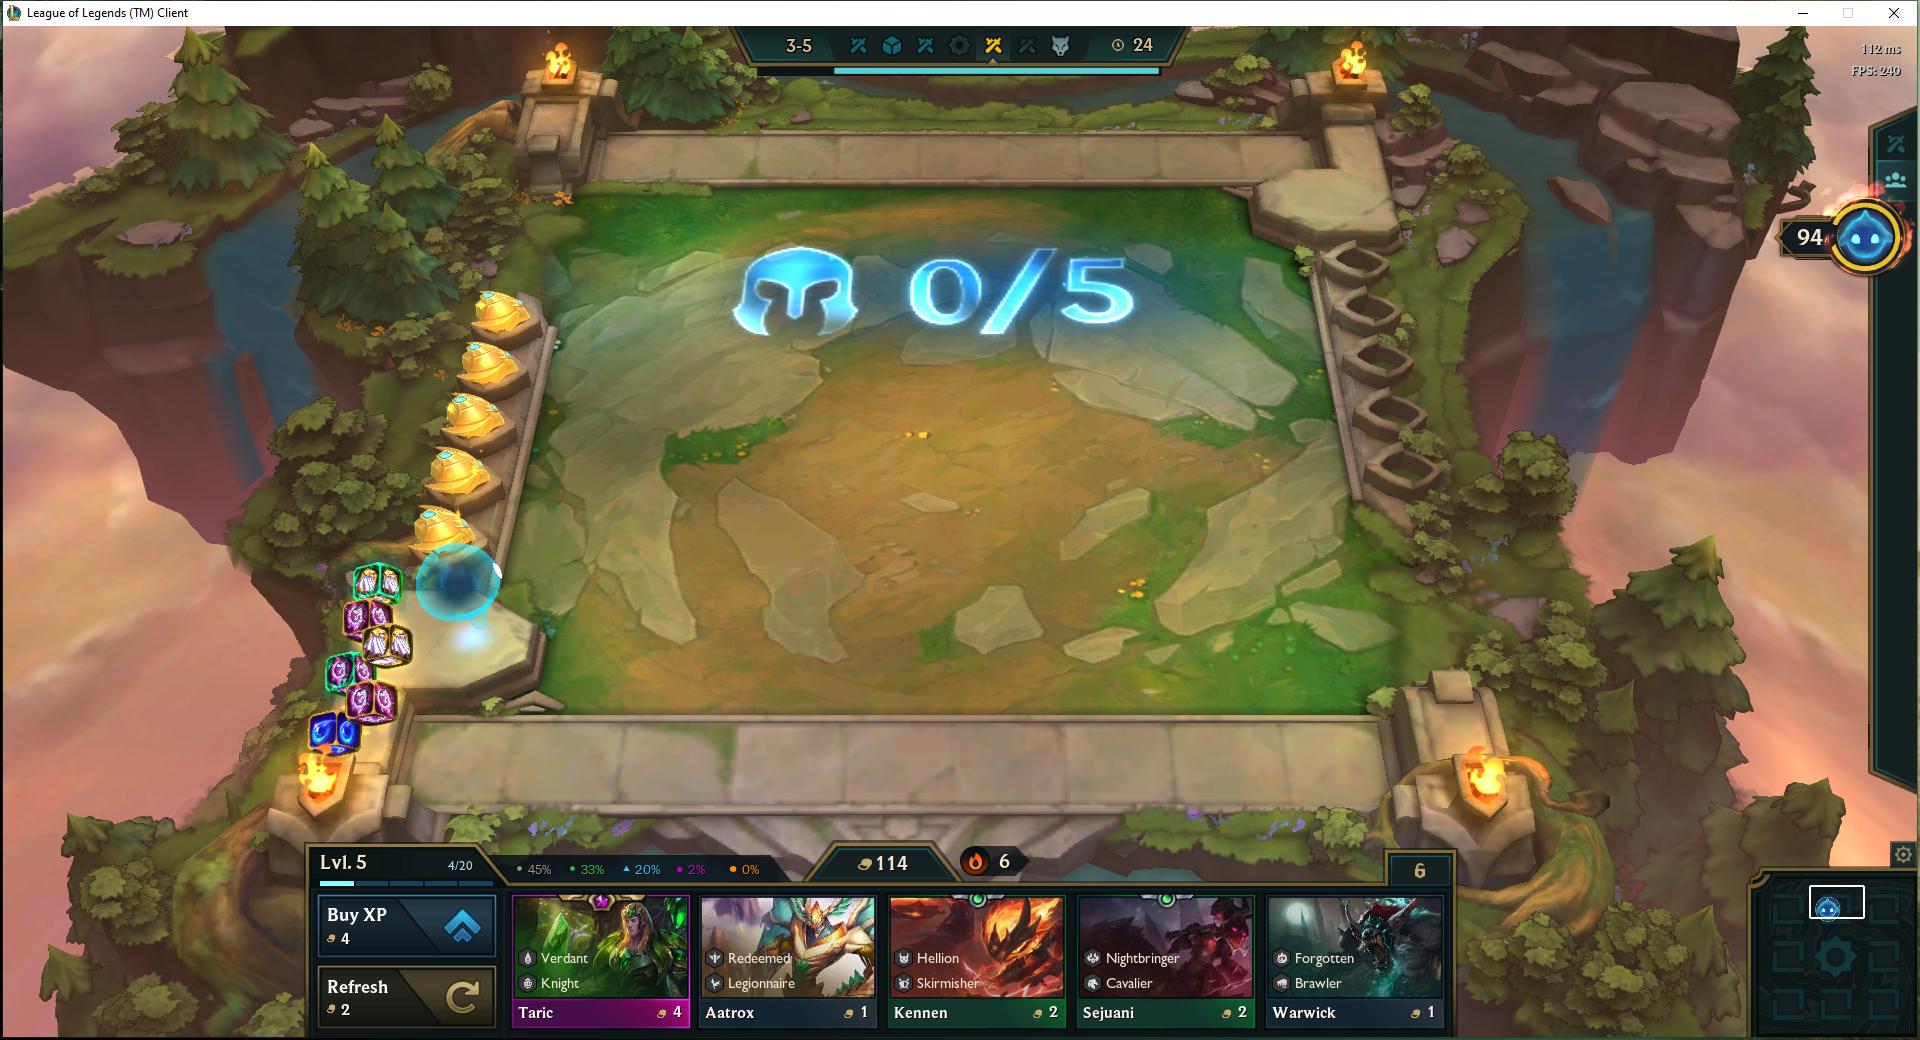 League of Legends (TM) Client
3-5
24
112 ms
FPS: 240
0/5
94
Lvl. 5
4/20
45%
33%
20%
2%
0%
114
6
6
Buy XP
4
Refresh
2
Verdant
Knight
Taric
4
Redeemed
Legionnaire
Aatrox
1
Hellion
Skirmisher
Kennen
2
Nightbringer
Cavalier
Sejuani
2
Forgotten
Brawler
Warwick
1